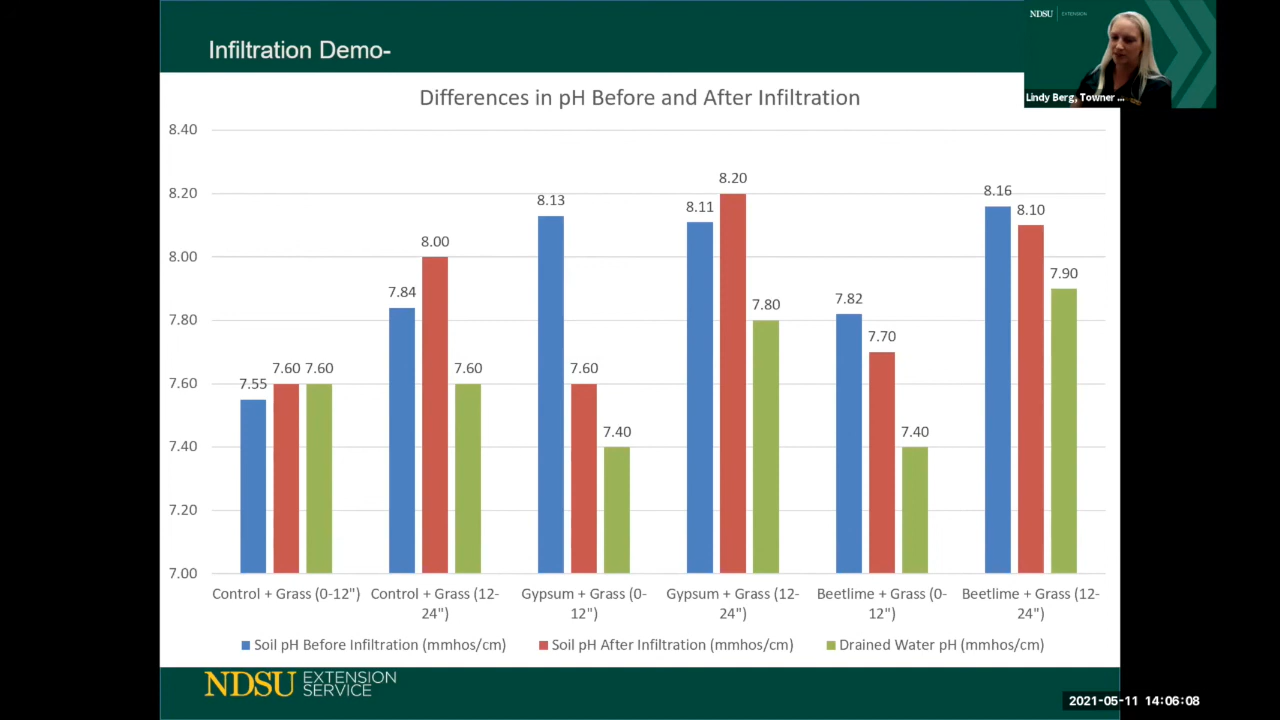 Infiltration Demo-
NDSU EXTENSION
Lindy Berg, Towner ...
Differences in pH Before and After Infiltration
8.40
8.20
8.00
7.80
7.60
7.40
7.20
7.00
7.55
7.60
7.60
7.84
8.00
7.60
8.13
7.60
7.40
8.11
8.20
7.80
7.82
7.70
7.40
8.16
8.10
7.90
Control + Grass (0-12")
Control + Grass (12-
24")
Gypsum + Grass (0-
12")
Gypsum + Grass (12-
24")
Beetlime + Grass (0-
12")
Beetlime + Grass (12-
24")
Soil pH Before Infiltration (mmhos/cm)
Soil pH After Infiltration (mmhos/cm)
Drained Water pH (mmhos/cm)
NDSU EXTENSION
SERVICE
2021-05-11 14:06:08